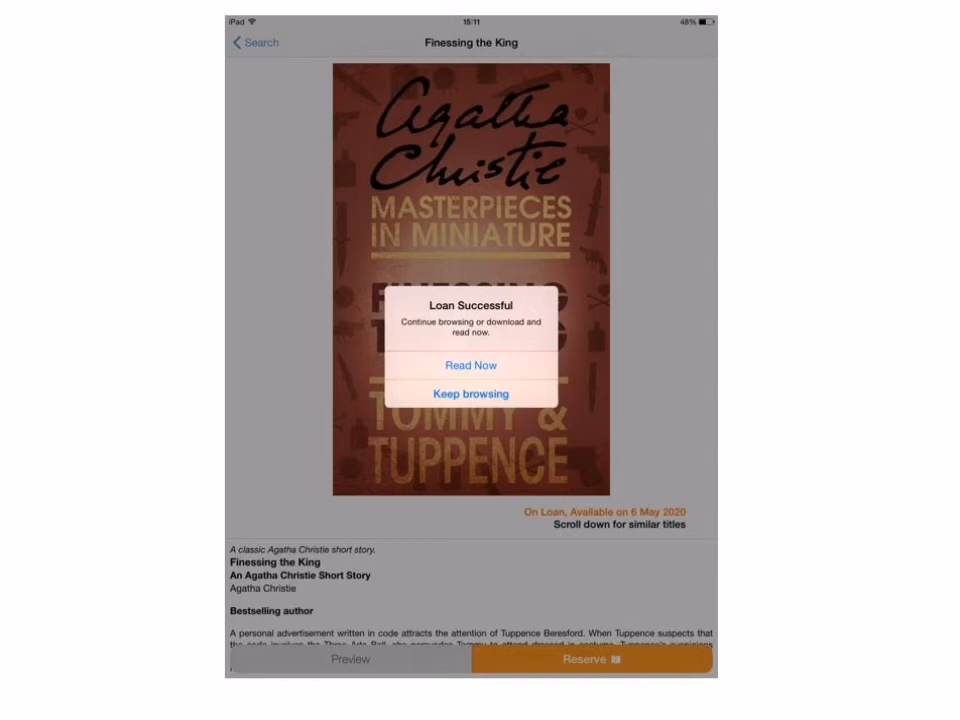 iPad 15:11 48%
Search Finessing the King
Agatha
Christie
MASTERPIECES
IN MINIATURE
Loan Successful
Continue browsing or download and
read now.
Read Now
Keep browsing
TOMMY &
TUPPENCE
On Loan, Available on 6 May 2020
Scroll down for similar titles
A classic Agatha Christie short story.
Finessing the King
An Agatha Christie Short Story
Agatha Christie
Bestselling author
A personal advertisement written in code attracts the attention of Tuppence Beresford. When Tuppence suspects that
Preview Reserve